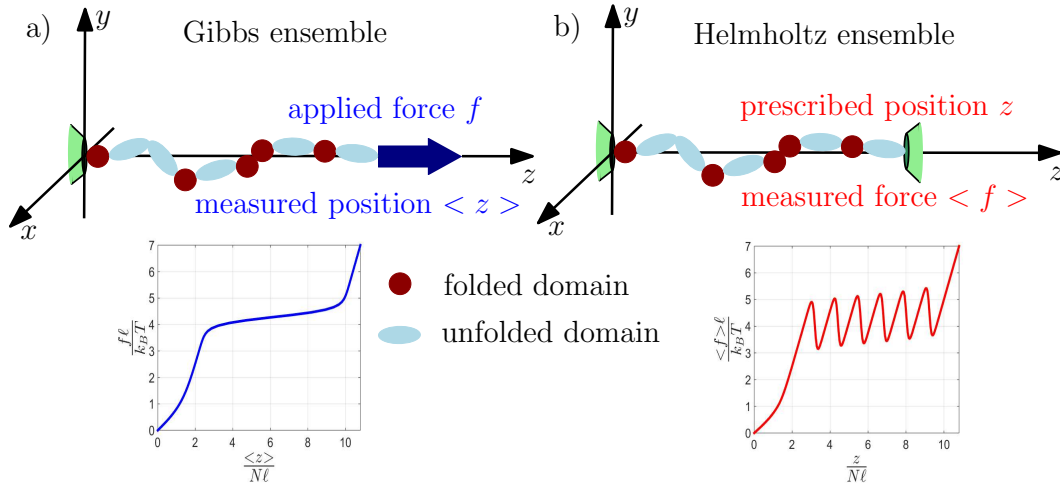 a)
Gibbs ensemble
y
applied force f
z
measured position < z >
x
b)
Helmholtz ensemble
y
prescribed position z
z
measured force < f >
x
fℓ
k_BT
7
6
5
4
3
2
1
0
0 2 4 6 8 10
<z>
Nℓ
folded domain
unfolded domain
<f>ℓ
k_BT
7
6
5
4
3
2
1
0
0 2 4 6 8 10
z
Nℓ